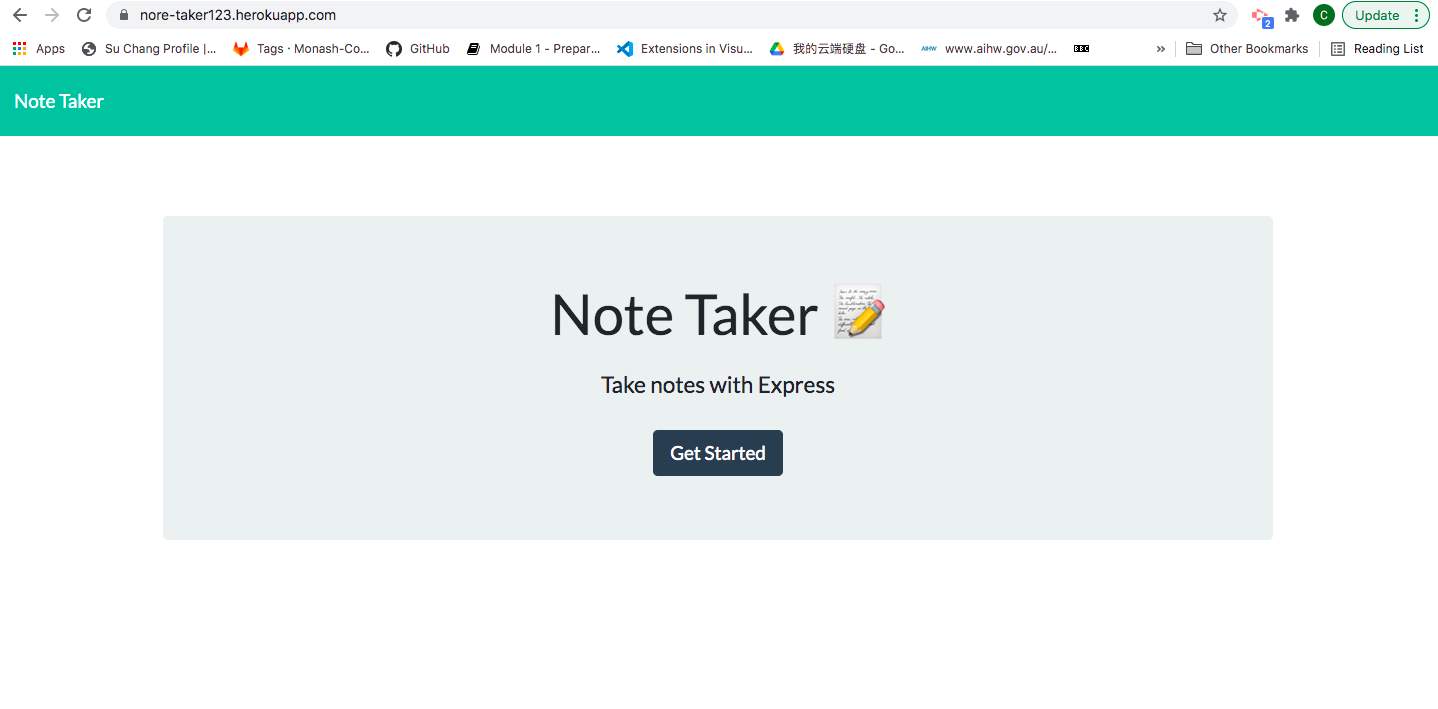 nore-taker123.herokuapp.com
2
C
Update
Apps
Su Chang Profile |...
Tags · Monash-Co...
GitHub
Module 1 - Prepar...
Extensions in Visu...
我的云端硬盘 - Go...
AIHW
www.aihw.gov.au/...
BBC
»
Other Bookmarks
Reading List
Note Taker
Note Taker
Take notes with Express
Get Started